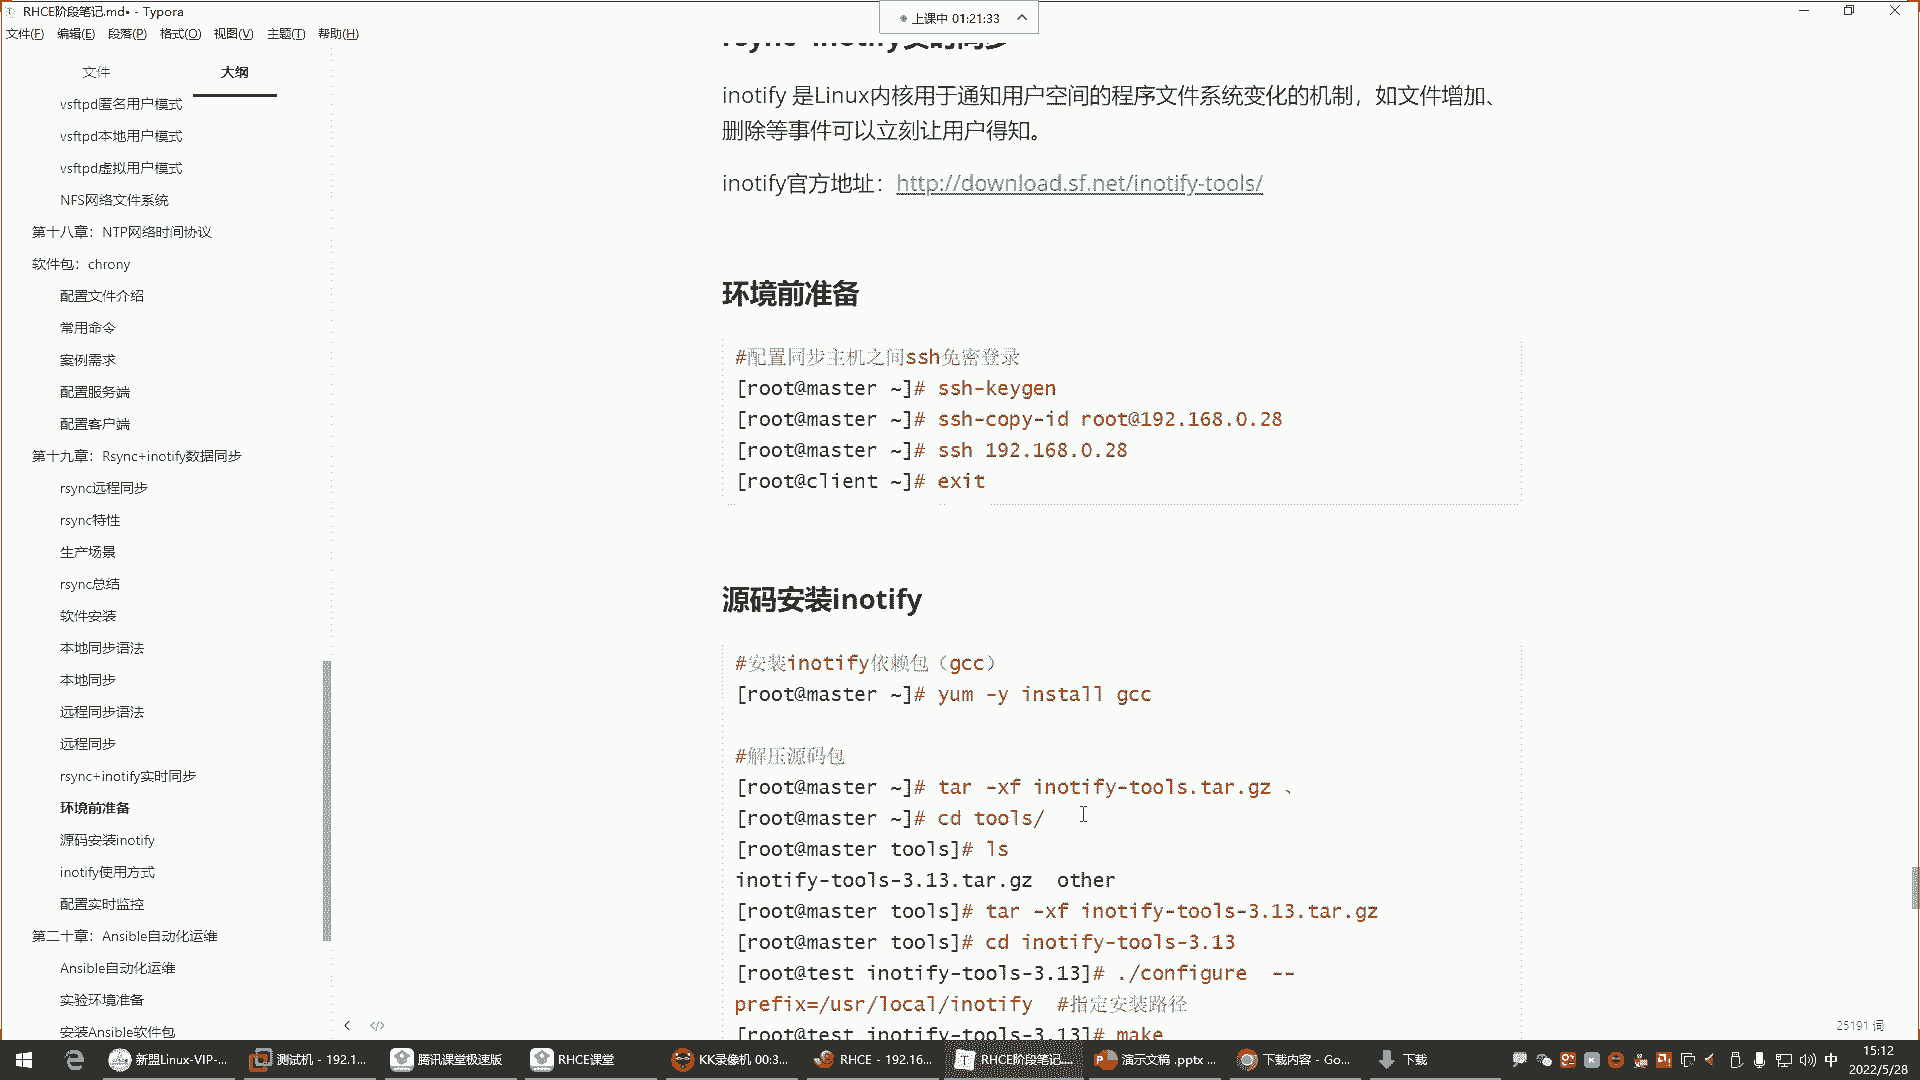 RHCE阶段笔记.md• - Typora
上课中 01:21:33
文件(F) 编辑(E) 段落(P) 格式(O) 视图(V) 主题(T) 帮助(H)
文件 大纲
vsftpd匿名用户模式
vsftpd本地用户模式
vsftpd虚拟用户模式
NFS网络文件系统
第十八章：NTP网络时间协议
软件包：chrony
配置文件介绍
常用命令
案例需求
配置服务端
配置客户端
第十九章：Rsync+inotify数据同步
rsync远程同步
rsync特性
生产场景
rsync总结
软件安装
本地同步语法
本地同步
远程同步语法
远程同步
rsync+inotify实时同步
环境前准备
源码安装inotify
inotify使用方式
配置实时监控
第二十章：Ansible自动化运维
Ansible自动化运维
实验环境准备
安装Ansible软件包
rsync+inotify实时同步
inotify 是Linux内核用于通知用户空间的程序文件系统变化的机制，如文件增加、
删除等事件可以立刻让用户得知。
inotify官方地址：http://download.sf.net/inotify-tools/
环境前准备
#配置同步主机之间ssh免密登录
[root@master ~]# ssh-keygen
[root@master ~]# ssh-copy-id root@192.168.0.28
[root@master ~]# ssh 192.168.0.28
[root@client ~]# exit
源码安装inotify
#安装inotify依赖包（gcc）
[root@master ~]# yum -y install gcc
#解压源码包
[root@master ~]# tar -xf inotify-tools.tar.gz 、
[root@master ~]# cd tools/
[root@master tools]# ls
inotify-tools-3.13.tar.gz  other
[root@master tools]# tar -xf inotify-tools-3.13.tar.gz
[root@master tools]# cd inotify-tools-3.13
[root@test inotify-tools-3.13]# ./configure  --
prefix=/usr/local/inotify  #指定安装路径
[root@test inotify-tools-3.13]# make
25191 词
新盟Linux-VIP-... 测试机 - 192.1... 腾讯课堂极速版 RHCE课堂 KK录像机 00:3... RHCE - 192.16... RHCE阶段笔记.... 演示文稿 .pptx ... 下载内容 - Go... 下载 中
15:12
2022/5/28